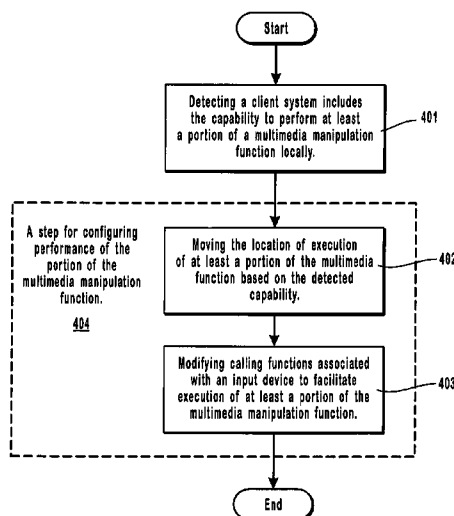 Start
Detecting a client system includes
the capability to perform at least
a portion of a multimedia manipulation
function locally.
401
A step for configuring
performance of the
portion of the
multimedia manipulation
function.
404
Moving the location of execution
of at least a portion of the multimedia
function based on the detected
capability.
402
Modifying calling functions associated
with an input device to facilitate
execution of at least a portion of the
multimedia manipulation function.
403
End